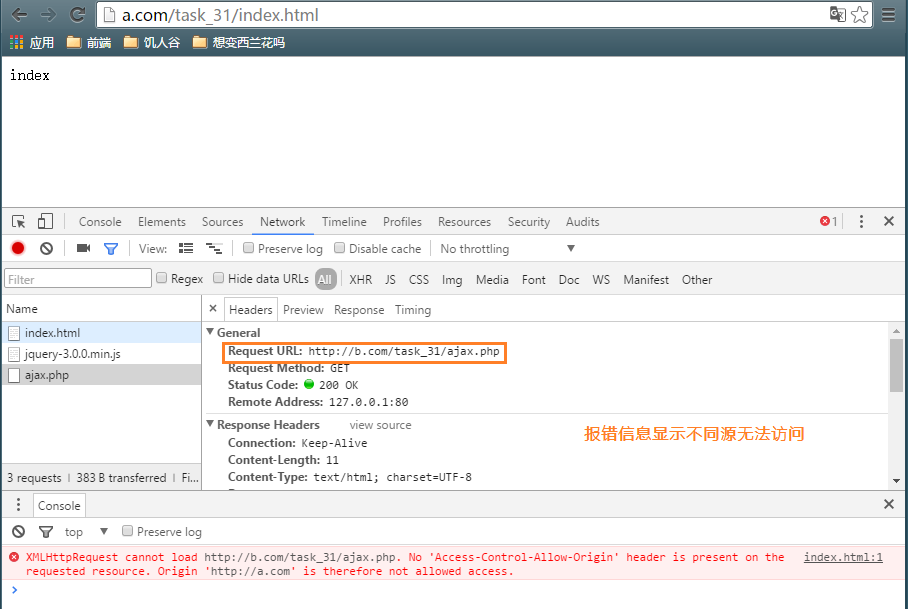 a.com/task_31/index.html
应用 前端 饥人谷 想变西兰花吗
index
Console Elements Sources Network Timeline Profiles Resources Security Audits 1
View: Preserve log Disable cache No throttling
Filter Regex Hide data URLs All XHR JS CSS Img Media Font Doc WS Manifest Other
Name
index.html
jquery-3.0.0.min.js
ajax.php
3 requests | 383 B transferred | Fi...
Headers Preview Response Timing
General
Request URL: http://b.com/task_31/ajax.php
Request Method: GET
Status Code: 200 OK
Remote Address: 127.0.0.1:80
Response Headers view source
报错信息显示不同源无法访问
Connection: Keep-Alive
Content-Length: 11
Content-Type: text/html; charset=UTF-8
Console
top Preserve log
XMLHttpRequest cannot load http://b.com/task_31/ajax.php. No 'Access-Control-Allow-Origin' header is present on the index.html:1
requested resource. Origin 'http://a.com' is therefore not allowed access.